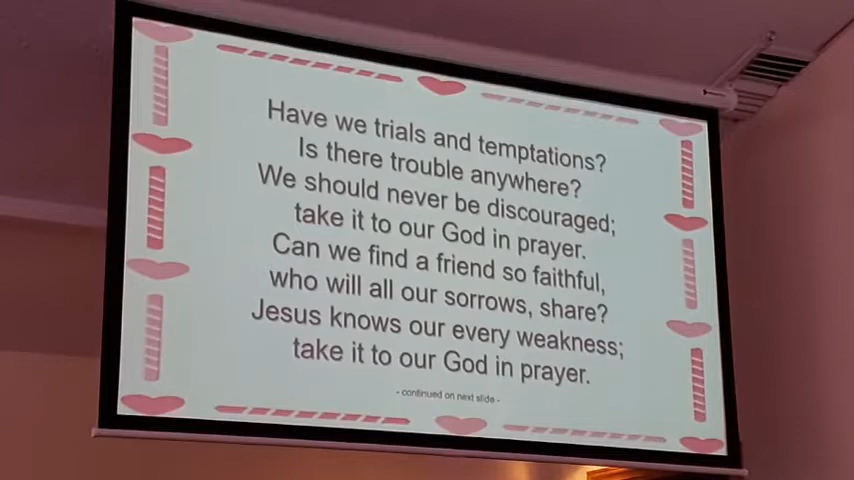 Have we trials and temptations?
Is there trouble anywhere?
We should never be discouraged;
take it to our God in prayer.
Can we find a friend so faithful,
who will all our sorrows, share?
Jesus knows our every weakness;
take it to our God in prayer.
- continued on next slide -